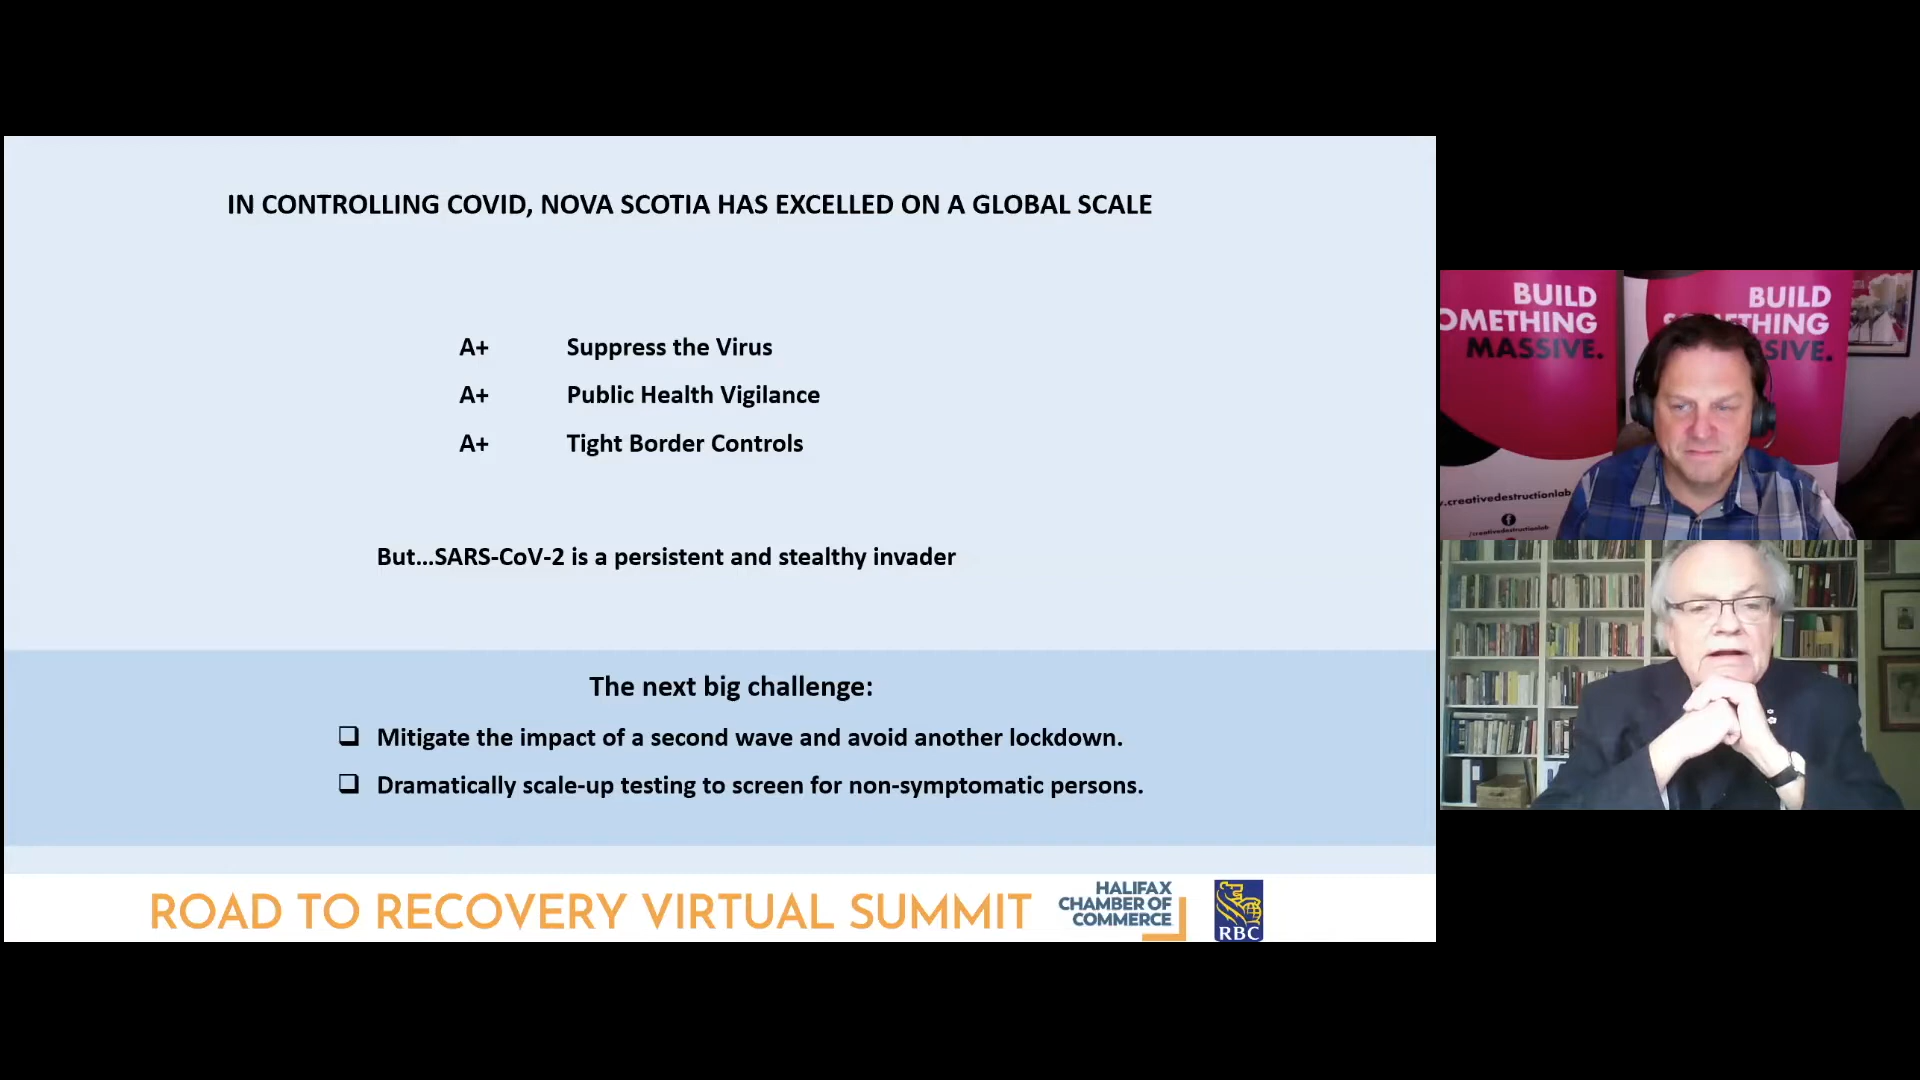 IN CONTROLLING COVID, NOVA SCOTIA HAS EXCELLED ON A GLOBAL SCALE
A+ Suppress the Virus
A+ Public Health Vigilance
A+ Tight Border Controls
But...SARS-CoV-2 is a persistent and stealthy invader
The next big challenge:
Mitigate the impact of a second wave and avoid another lockdown.
Dramatically scale-up testing to screen for non-symptomatic persons.
ROAD TO RECOVERY VIRTUAL SUMMIT
HALIFAX
CHAMBER OF
COMMERCE
RBC
BUILD
OMETHING
MASSIVE.
.creativedestructionlab
/creativedestructionlab
BUILD
THING
SIVE.